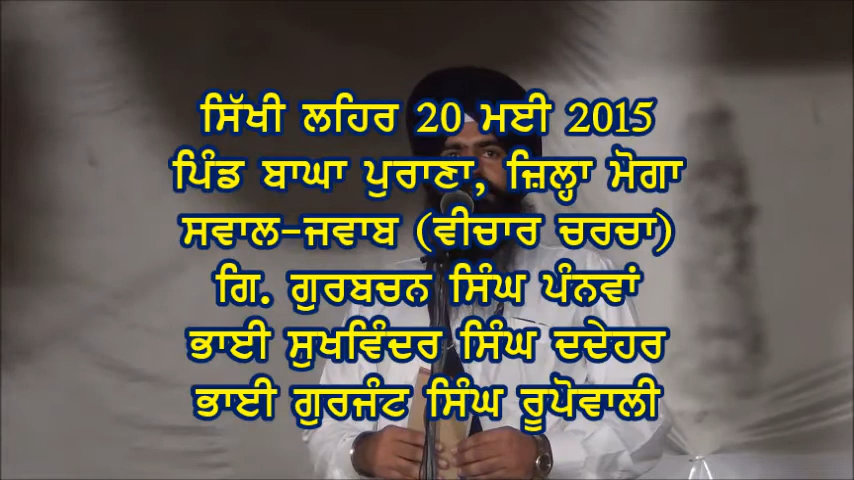 ਸਿੱਖੀ ਲਹਿਰ 20 ਮਈ 2015
ਪਿੰਡ ਬਾਘਾ ਪੁਰਾਣਾ, ਜ਼ਿਲ੍ਹਾ ਮੋਗਾ
ਸਵਾਲ-ਜਵਾਬ (ਵੀਚਾਰ ਚਰਚਾ)
ਗਿ. ਗੁਰਬਚਨ ਸਿੰਘ ਪੰਨਵਾਂ
ਭਾਈ ਸੁਖਵਿੰਦਰ ਸਿੰਘ ਦਦੇਹਰ
ਭਾਈ ਗੁਰਜੰਟ ਸਿੰਘ ਰੂਪੋਵਾਲੀ